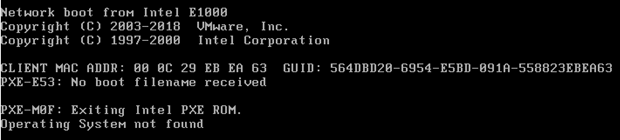 Network boot from Intel E1000
Copyright (C) 2003-2018  VMware, Inc.
Copyright (C) 1997-2000  Intel Corporation
CLIENT MAC ADDR: 00 0C 29 EB EA 63  GUID: 564DBD20-6954-E5BD-091A-558823EBEA63
PXE-E53: No boot filename received
PXE-M0F: Exiting Intel PXE ROM.
Operating System not found